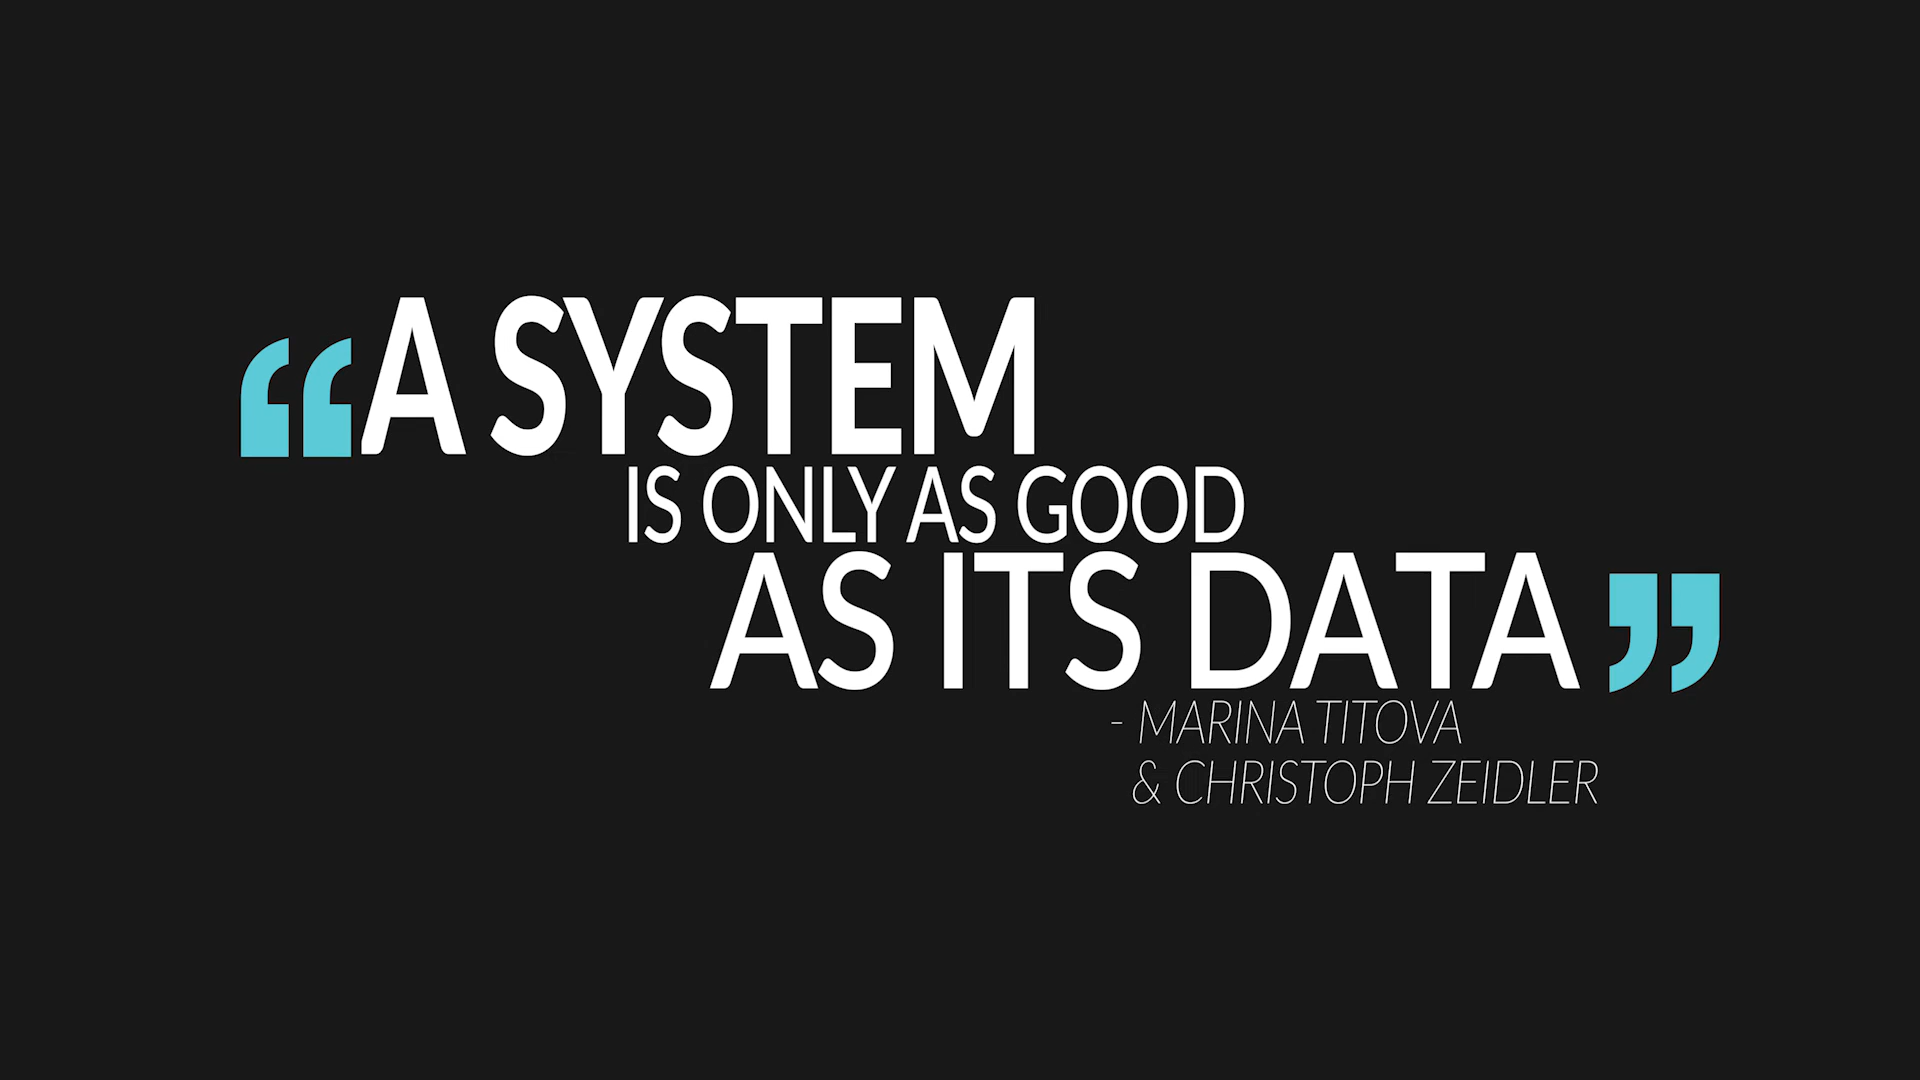 “A SYSTEM
IS ONLY AS GOOD
AS ITS DATA”
- MARINA TITOVA
& CHRISTOPH ZEIDLER